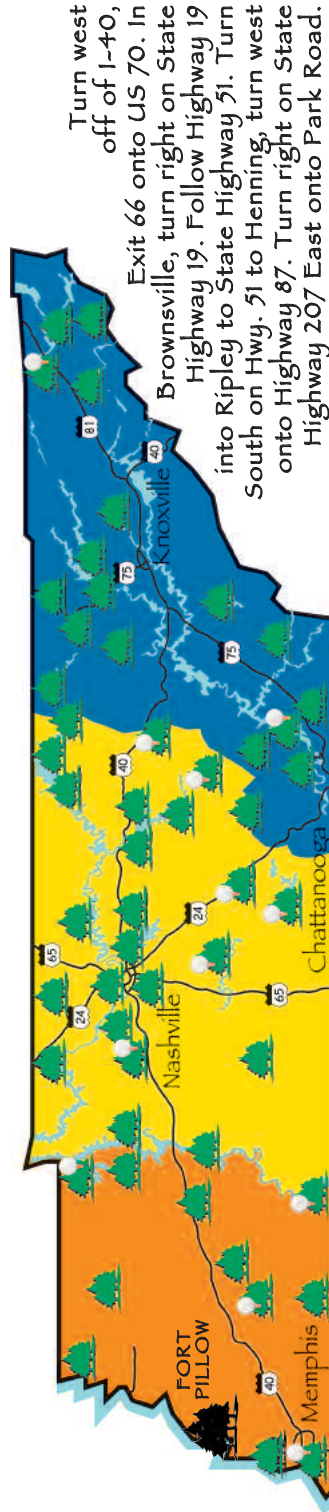 Turn west
off of I-40,
Exit 66 onto US 70. In
Brownsville, turn right on State
Highway 19. Follow Highway 19
into Ripley to State Highway 51. Turn
South on Hwy. 51 to Henning, turn west
onto Highway 87. Turn right on State
Highway 207 East onto Park Road.
FORT
PILLOW
Memphis
40
Nashville
24
65
24
65
40
Chattanooga
75
75
Knoxville
40
81